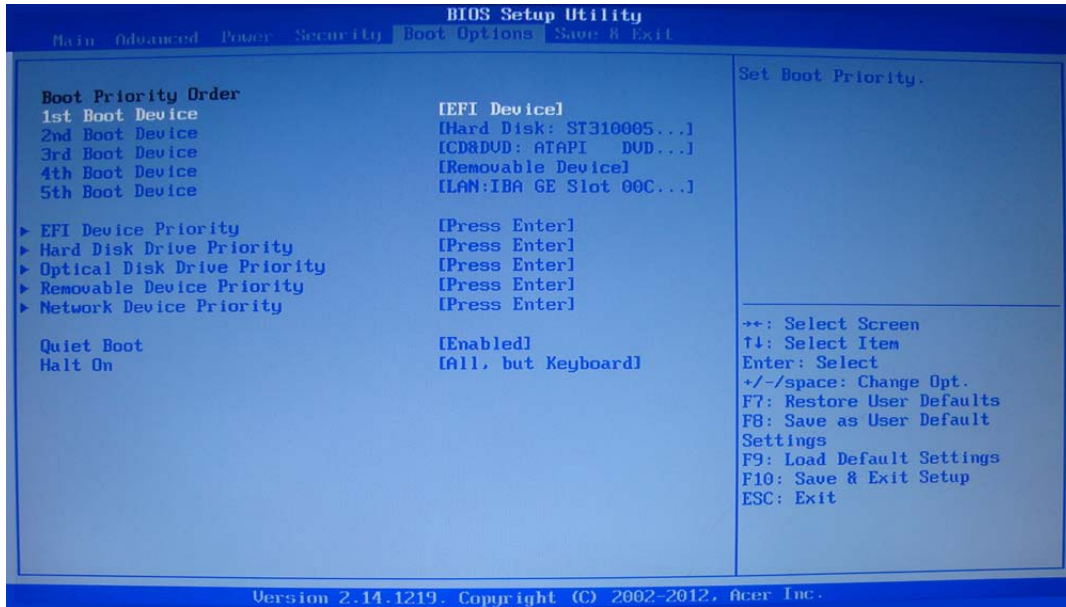 BIOS Setup Utility
Main Advanced Power Security Boot Options Save & Exit
Boot Priority Order
1st Boot Device [EFI Device]
2nd Boot Device [Hard Disk: ST310005...]
3rd Boot Device [CD&DVD: ATAPI DVD...]
4th Boot Device [Removable Device]
5th Boot Device [LAN:IBA GE Slot 00C...]
▶ EFI Device Priority [Press Enter]
▶ Hard Disk Drive Priority [Press Enter]
▶ Optical Disk Drive Priority [Press Enter]
▶ Removable Device Priority [Press Enter]
▶ Network Device Priority [Press Enter]
Quiet Boot [Enabled]
Halt On [All, but Keyboard]
Set Boot Priority.
→←: Select Screen
↑↓: Select Item
Enter: Select
+/-/space: Change Opt.
F7: Restore User Defaults
F8: Save as User Default
Settings
F9: Load Default Settings
F10: Save & Exit Setup
ESC: Exit
Version 2.14.1219. Copyright (C) 2002-2012, Acer Inc.